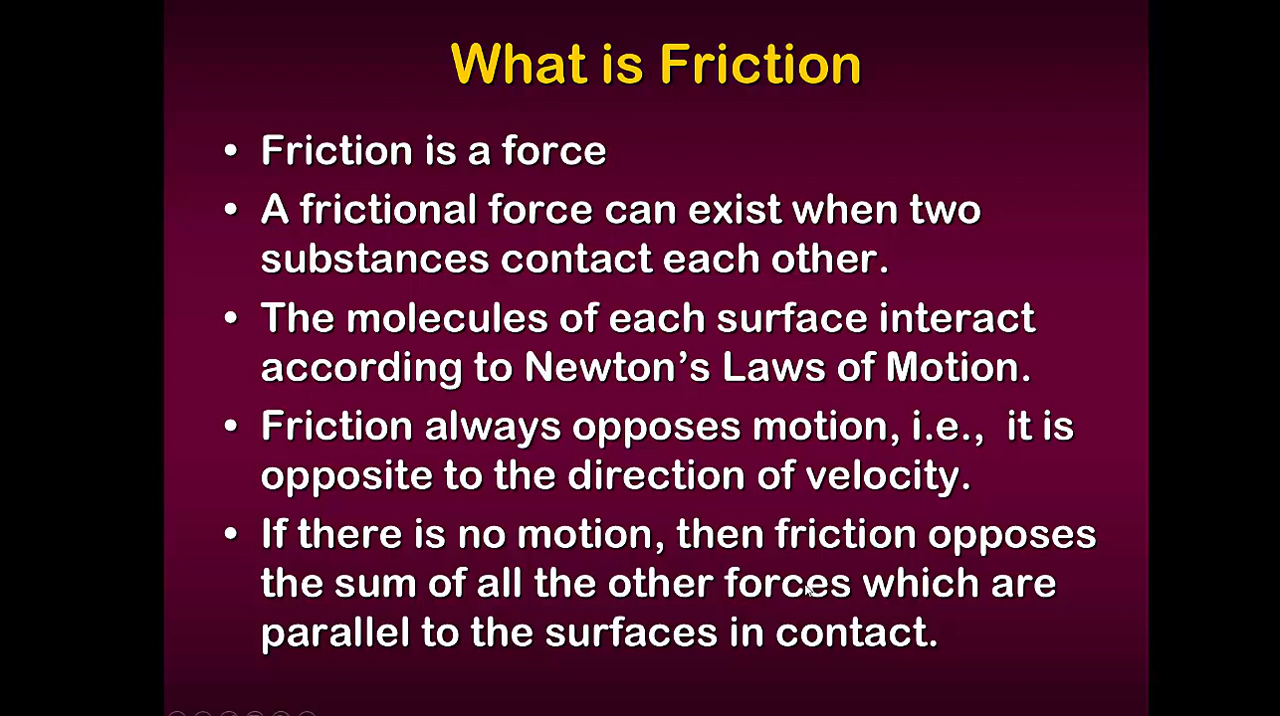 What is Friction
• Friction is a force
• A frictional force can exist when two
substances contact each other.
• The molecules of each surface interact
according to Newton’s Laws of Motion.
• Friction always opposes motion, i.e.,  it is
opposite to the direction of velocity.
• If there is no motion, then friction opposes
the sum of all the other forces which are
parallel to the surfaces in contact.